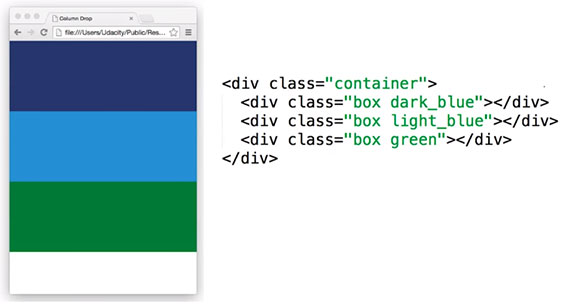 Column Drop
file:///Users/Udacity/Public/Res...
<div class="container">
<div class="box dark_blue"></div>
<div class="box light_blue"></div>
<div class="box green"></div>
</div>